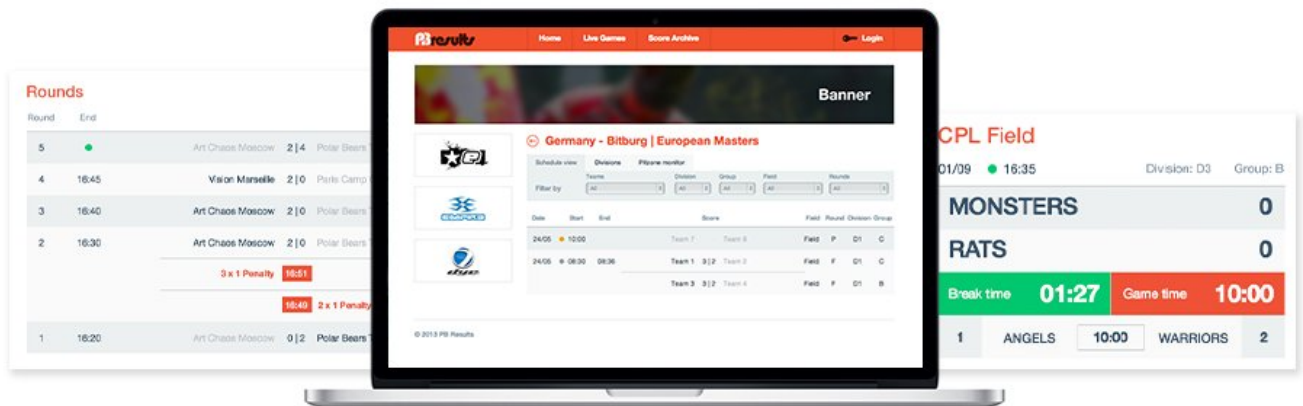 Rounds
Round End
5 Art Chaos Moscow 2|4 Polar Bears
4 16:45 Vision Marseille 2|0 Paris Camp
3 16:40 Art Chaos Moscow 2|0 Polar Bears
2 16:30 Art Chaos Moscow 2|0 Polar Bears
3 x 1 Penalty 16:51
16:49 2 x 1 Penalty
1 16:20 Art Chaos Moscow 0|2 Polar Bears
PBresults Home Live Games Score Archive Login
Banner
Germany - Bitburg | European Masters
Schedule view Divisions Pitzone monitor
Teams Division Group Field Rounds
Filter by All All All All All
Date Start End Score Field Round Division Group
24/05 10:00 Team 7 Team 8 Field P D1 C
24/05 08:30 08:36 Team 1 3|2 Team 2 Field F D1 C
Team 3 3|2 Team 4 Field F D1 B
EMPIRE
dye
© 2013 PB Results
CPL Field
01/09 16:35 Division: D3 Group: B
MONSTERS 0
RATS 0
Break time 01:27 Game time 10:00
1 ANGELS 10:00 WARRIORS 2